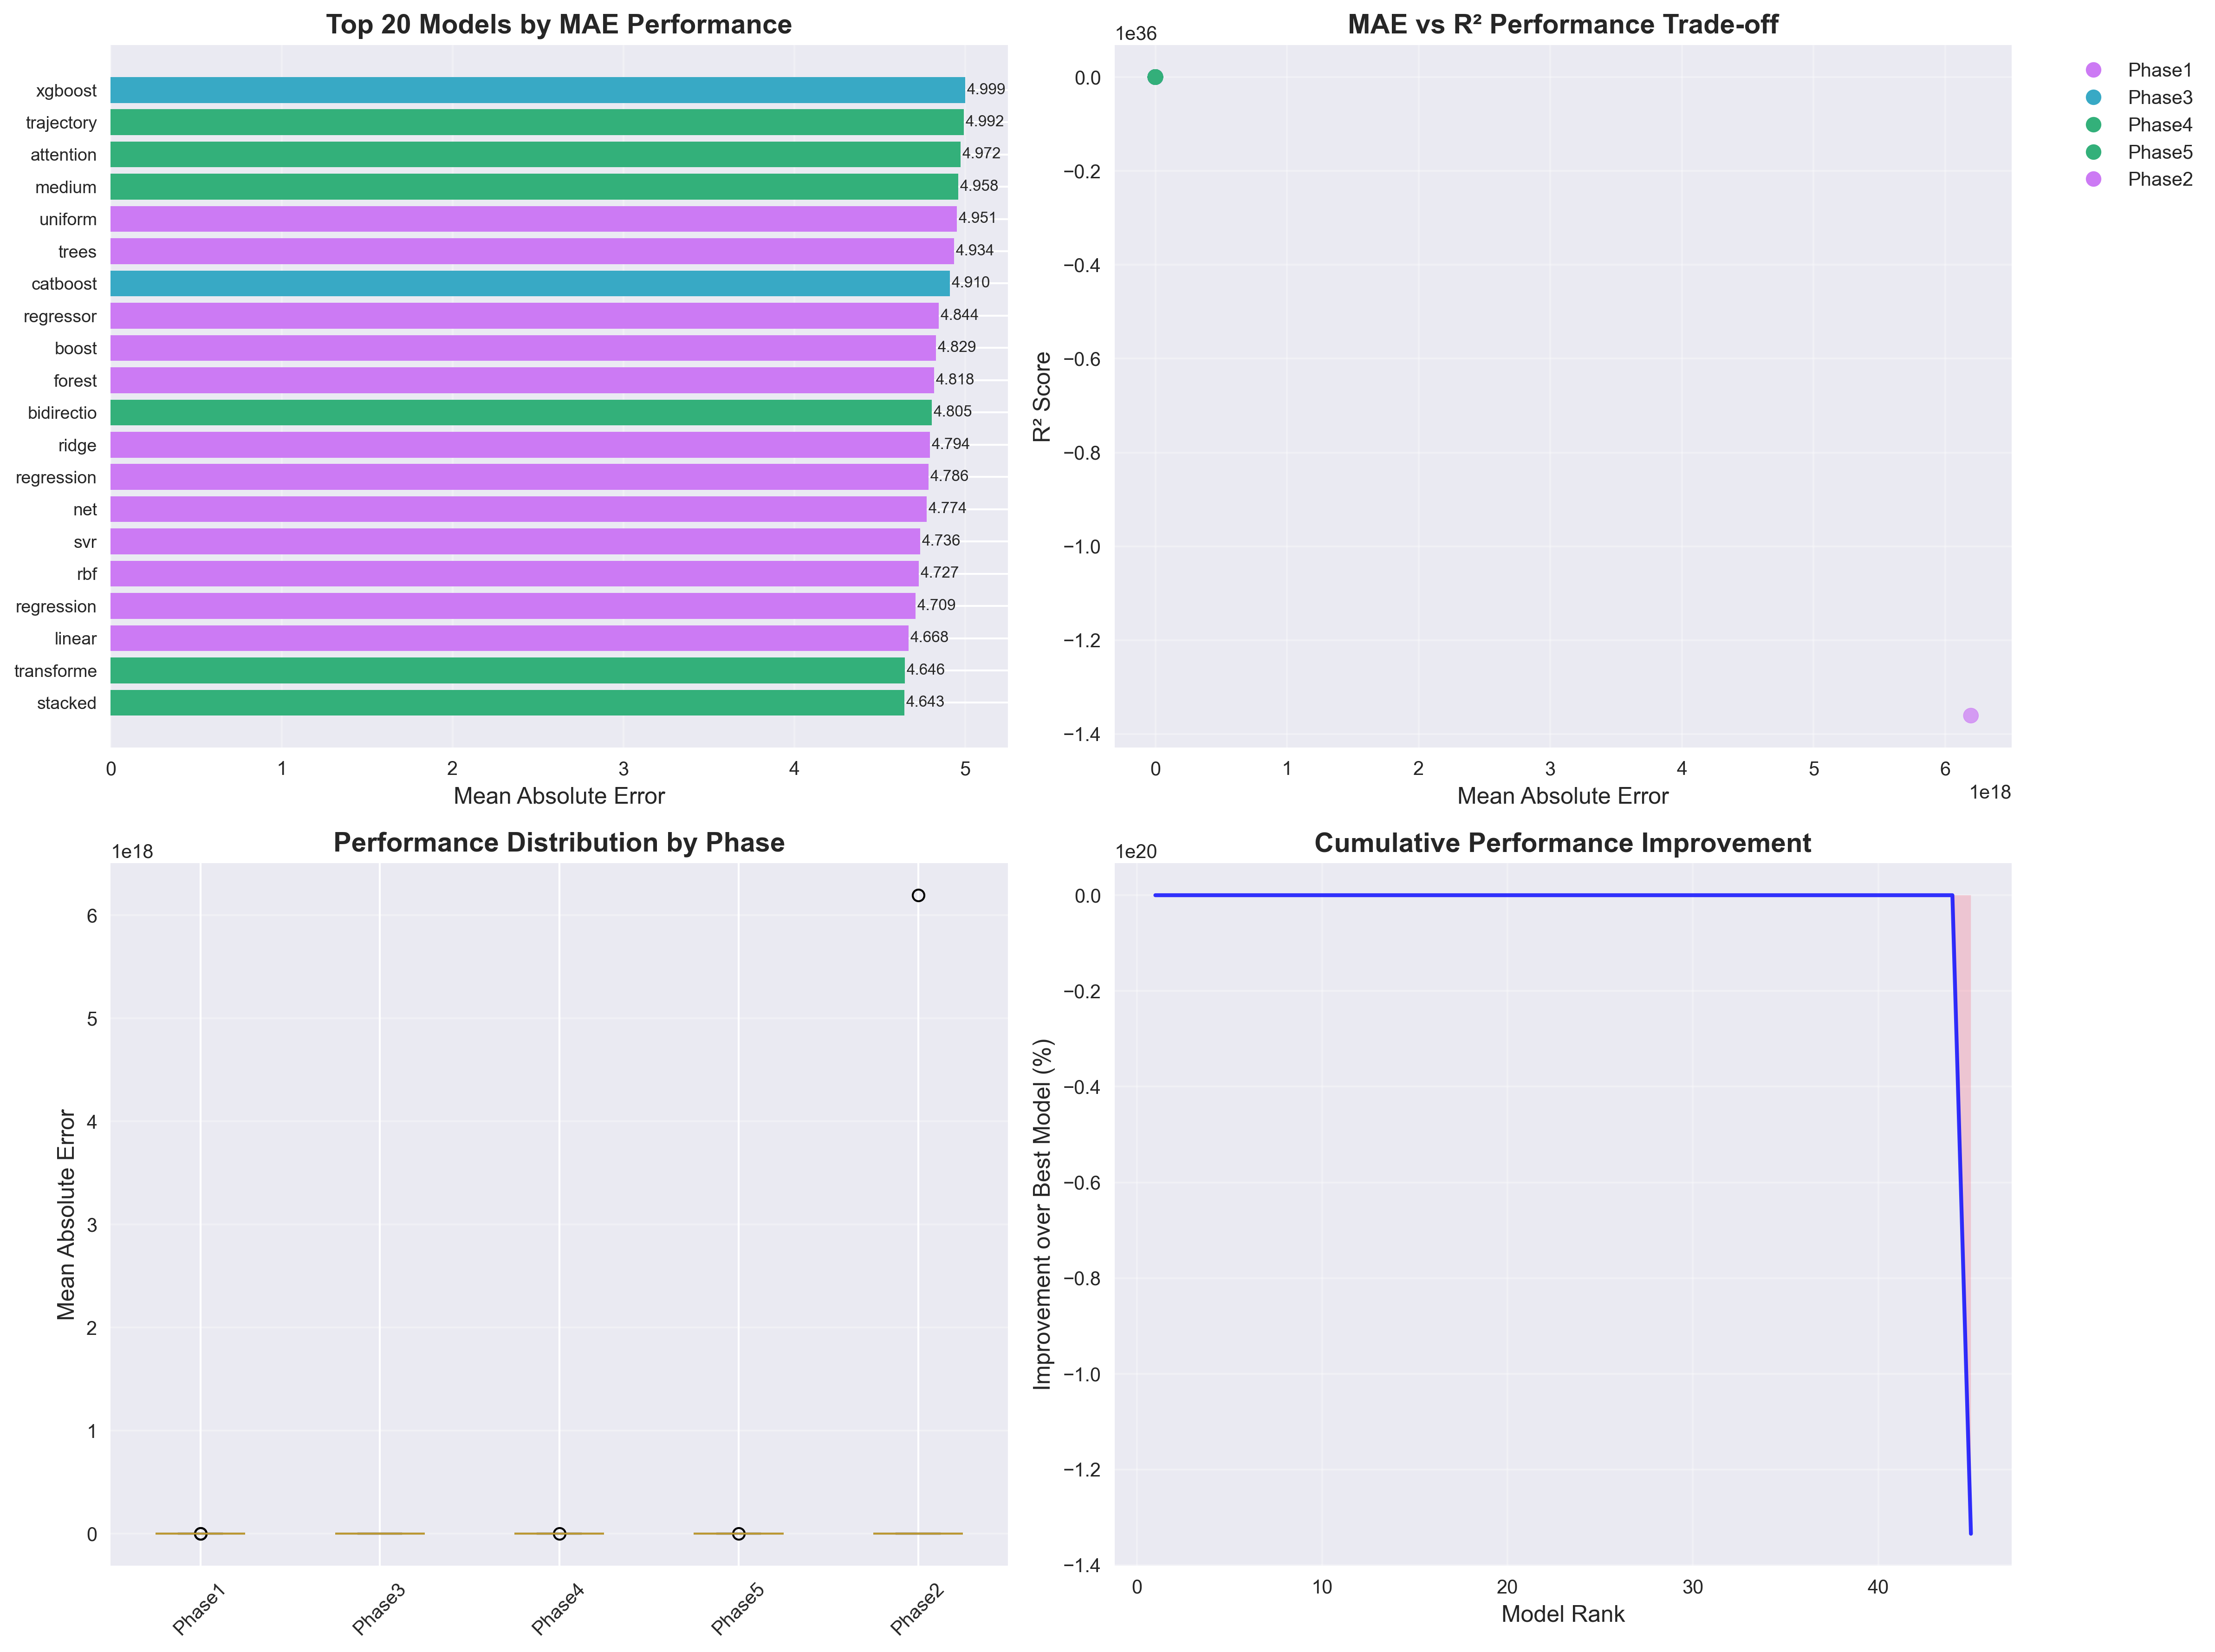 Top 20 Models by MAE Performance
xgboost 4.999
trajectory 4.992
attention 4.972
medium 4.958
uniform 4.951
trees 4.934
catboost 4.910
regressor 4.844
boost 4.829
forest 4.818
bidirectio 4.805
ridge 4.794
regression 4.786
net 4.774
svr 4.736
rbf 4.727
regression 4.709
linear 4.668
transforme 4.646
stacked 4.643
0 1 2 3 4 5
Mean Absolute Error
MAE vs R² Performance Trade-off
1e36
0.0
−0.2
−0.4
−0.6
−0.8
−1.0
−1.2
−1.4
R² Score
0 1 2 3 4 5 6
1e18
Mean Absolute Error
Phase1
Phase3
Phase4
Phase5
Phase2
Performance Distribution by Phase
1e18
6
5
4
3
2
1
0
Mean Absolute Error
Phase1 Phase3 Phase4 Phase5 Phase2
Cumulative Performance Improvement
1e20
0.0
−0.2
−0.4
−0.6
−0.8
−1.0
−1.2
−1.4
Improvement over Best Model (%)
0 10 20 30 40
Model Rank